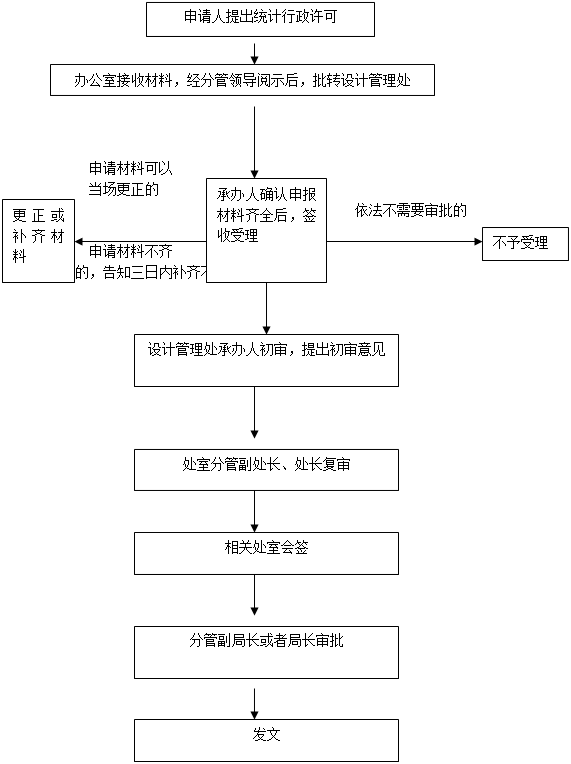 申请人提出统计行政许可
办公室接收材料，经分管领导阅示后，批转设计管理处
申请材料可以
当场更正的
承办人确认申报
材料齐全后，签
收受理
依法不需要审批的
更正或
补齐材
料
不予受理
申请材料不齐
的，告知三日内补齐
设计管理处承办人初审，提出初审意见
处室分管副处长、处长复审
相关处室会签
分管副局长或者局长审批
发文